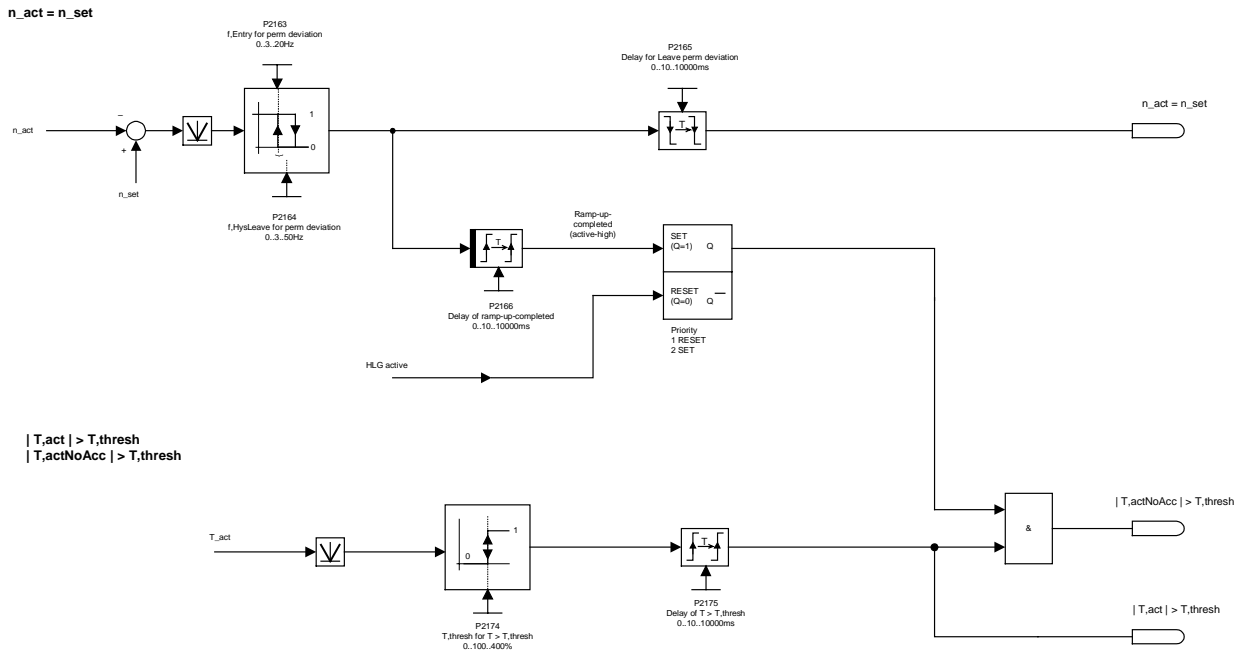 n_act = n_set
P2163
f,Entry for perm deviation
0..3..20Hz
P2165
Delay for Leave perm deviation
0..10..10000ms
n_act = n_set
n_act
–
+
1
0
T
n_set
P2164
f,HysLeave for perm deviation
0..3..50Hz
Ramp-up-
completed
(active-high)
T
SET
(Q=1) Q
RESET
(Q=0) Q
P2166
Delay of ramp-up-completed
0..10..10000ms
Priority
1 RESET
2 SET
HLG active
| T,act | > T,thresh
| T,actNoAcc | > T,thresh
| T,actNoAcc | > T,thresh
&
T_act
1
0
T
P2175
Delay of T > T,thresh
0..10..10000ms
| T,act | > T,thresh
P2174
T,thresh for T > T,thresh
0..100..400%